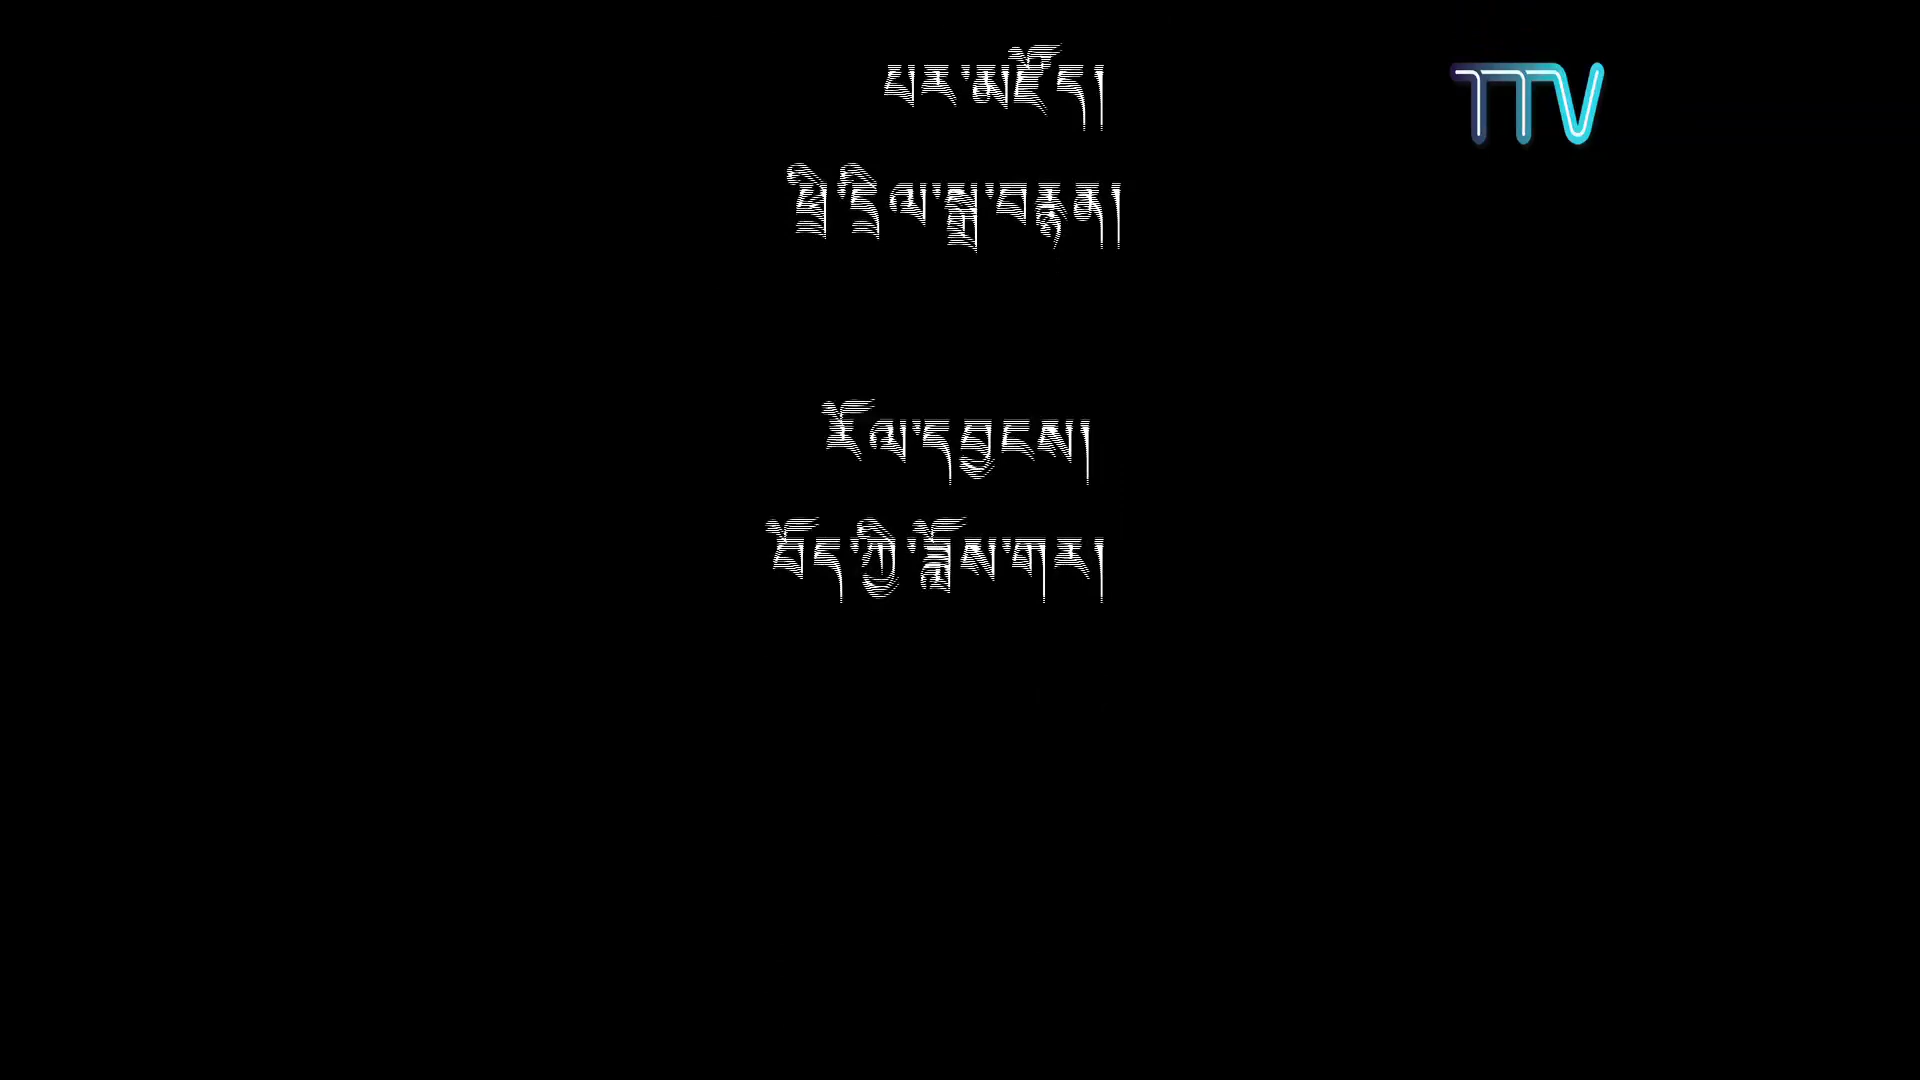 TTV
པར་མཛོད།
ཕྲི་དྲིལ་སྒྲ་བརྙན།
རོལ་དབྱངས།
བོད་ཀྱི་ཟློས་གར།